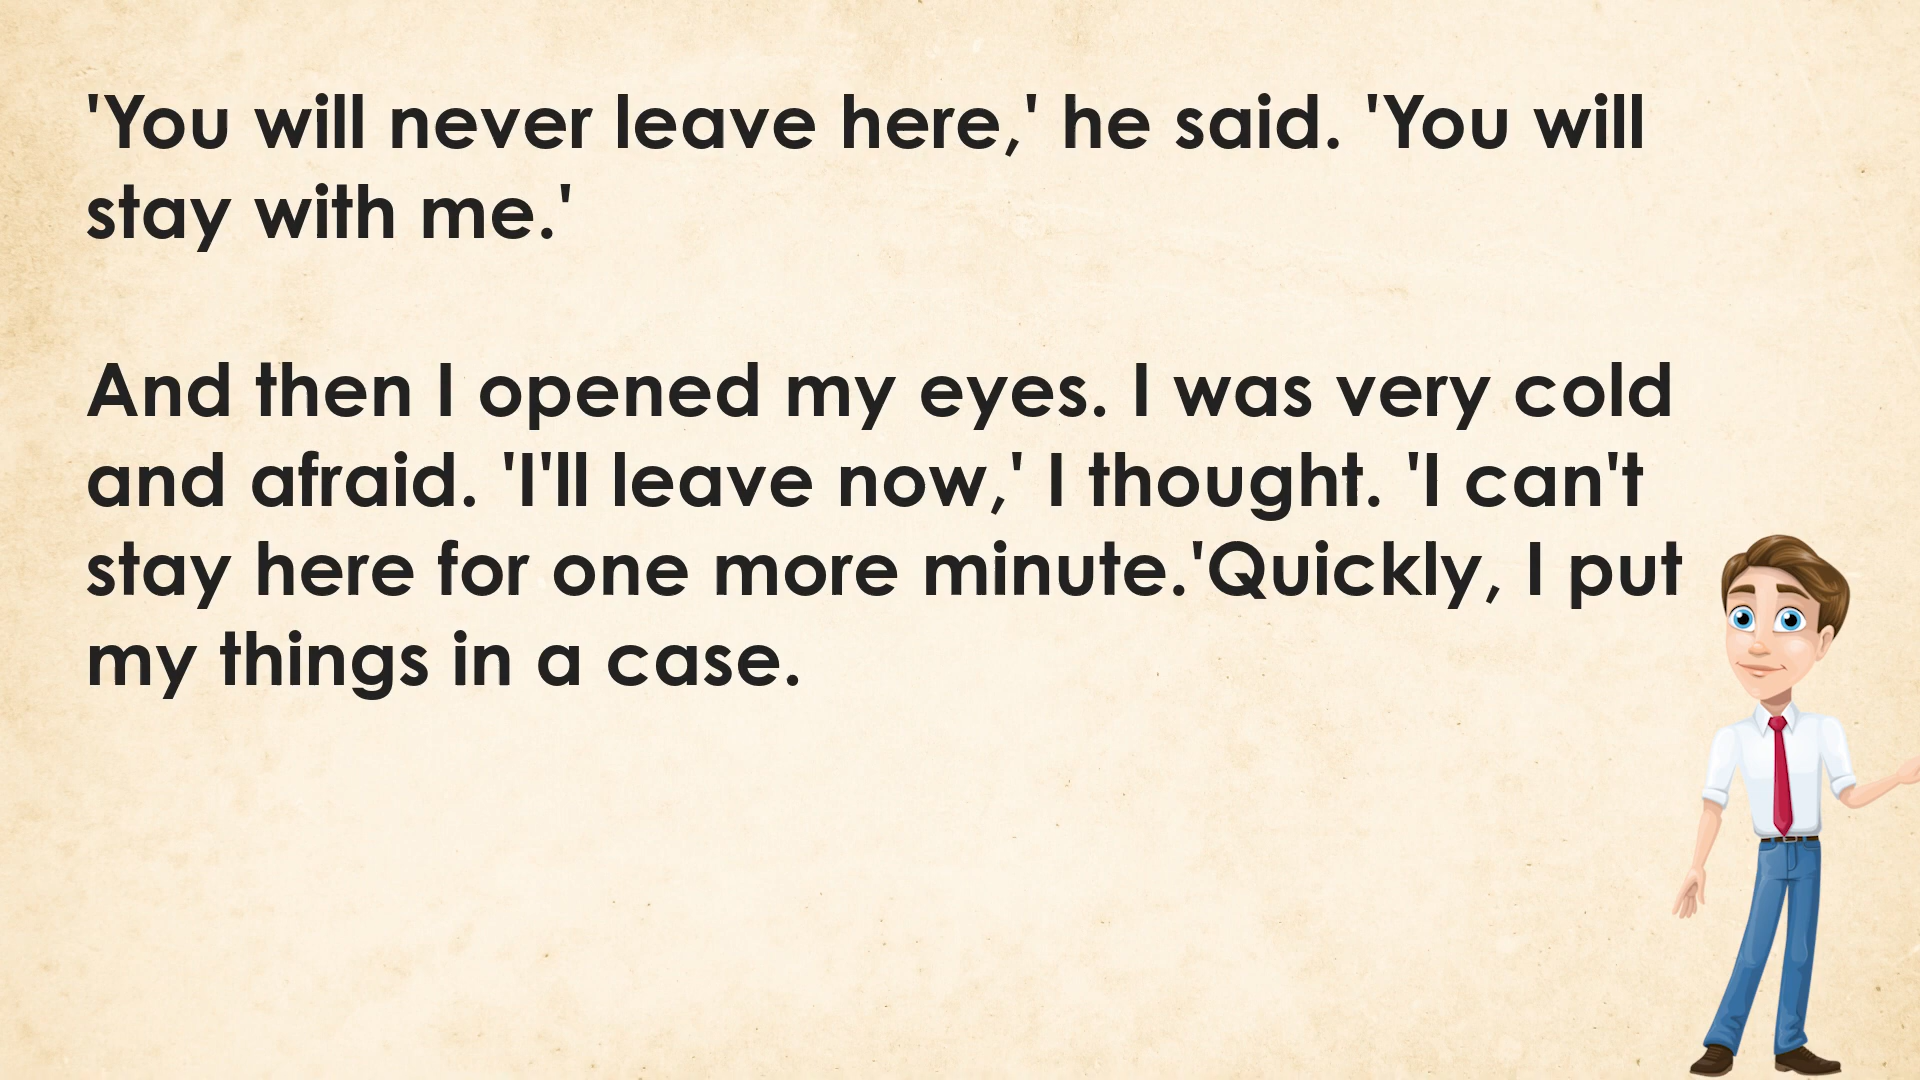 'You will never leave here,' he said. 'You will
stay with me.'
And then I opened my eyes. I was very cold
and afraid. 'I'll leave now,' I thought. 'I can't
stay here for one more minute.'Quickly, I put
my things in a case.